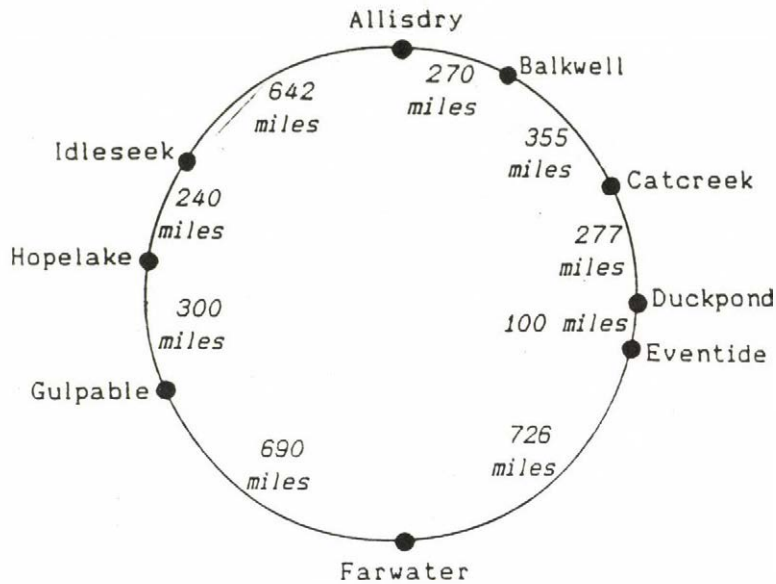 Allisdry
270
miles
Balkwell
642
miles
355
miles
Idleseek
Catcreek
240
miles
277
miles
Hopelake
Duckpond
300
miles
100 miles
Eventide
Gulpable
690
miles
726
miles
Farwater